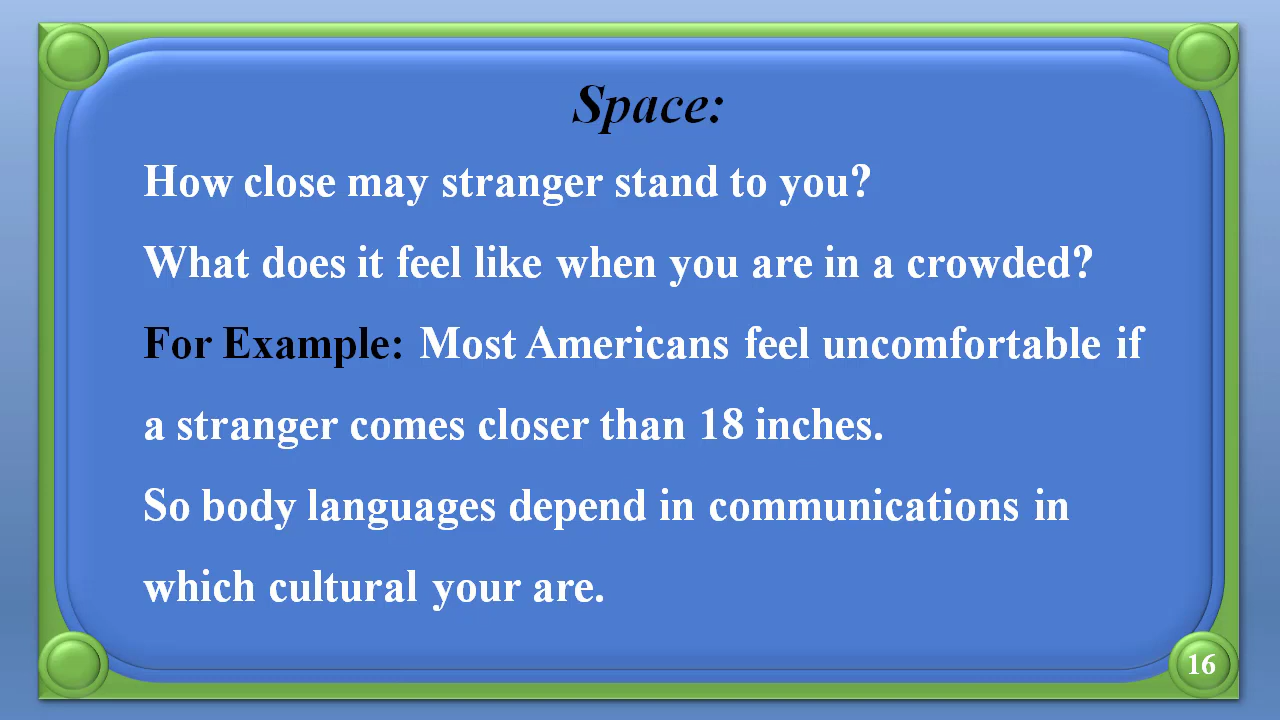 Space:
How close may stranger stand to you?
What does it feel like when you are in a crowded?
For Example: Most Americans feel uncomfortable if
a stranger comes closer than 18 inches.
So body languages depend in communications in
which cultural your are.
16